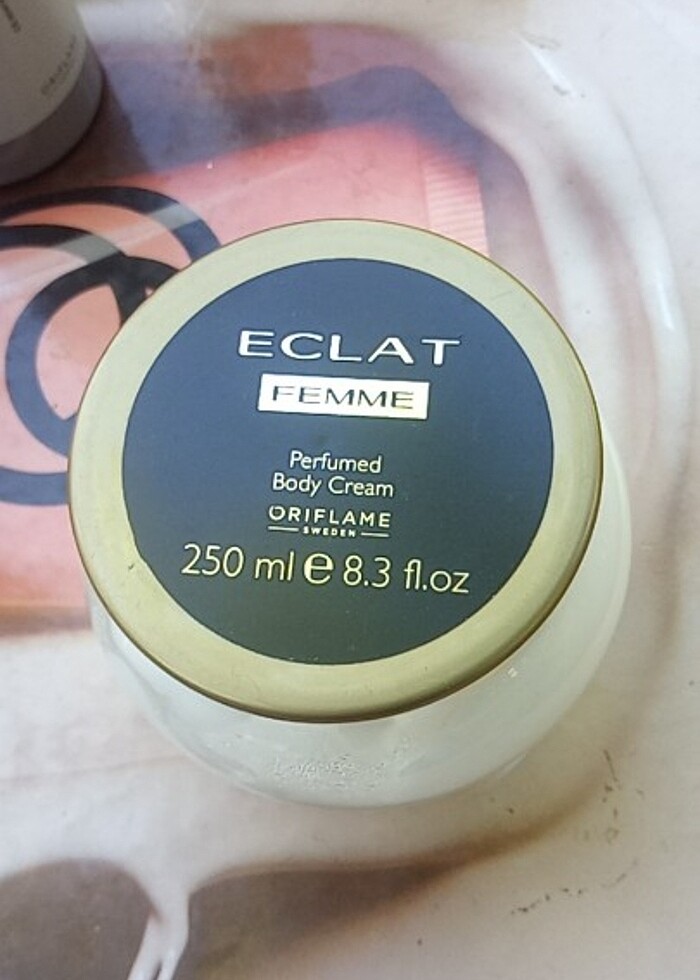 ECLAT
FEMME
Perfumed
Body Cream
ORIFLAME
SWEDEN
250 ml e 8.3 fl.oz